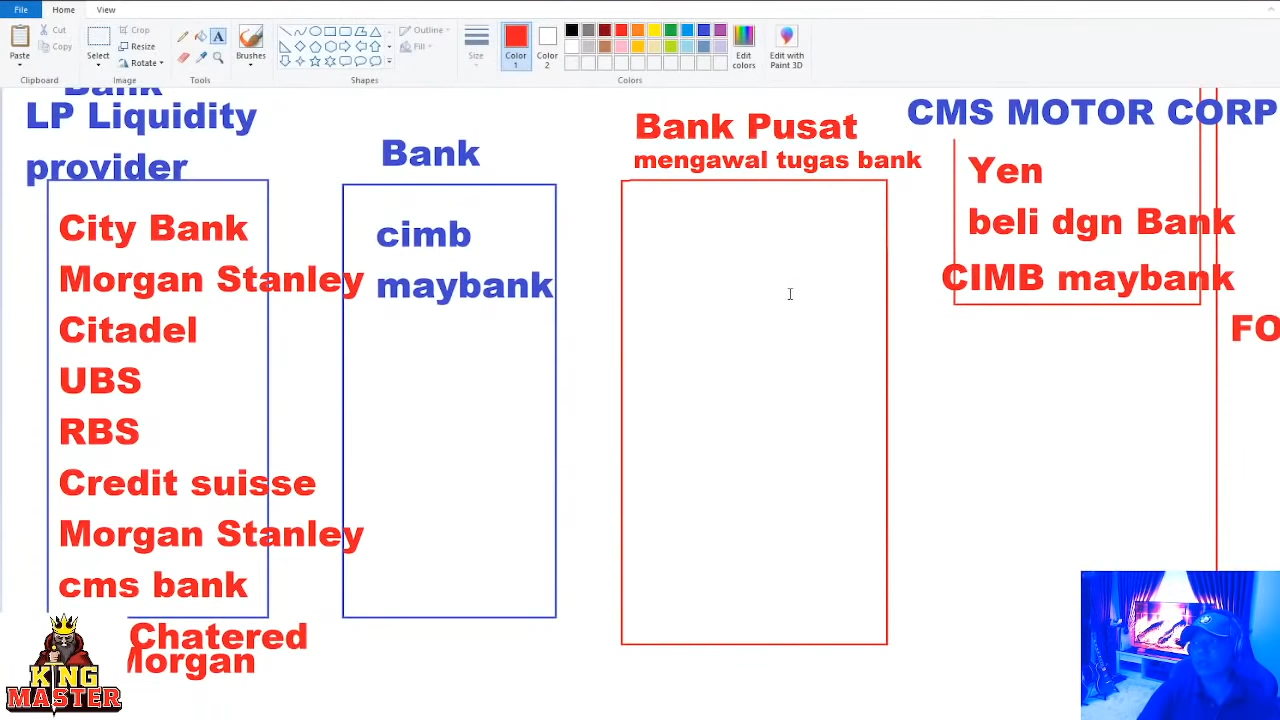 File
Home
View
Paste
Cut
Copy
Clipboard
Select
Crop
Resize
Rotate
Image
A
Tools
Brushes
Shapes
Outline
Fill
Size
Color
1
Color
2
Edit
colors
Edit with
Paint 3D
Colors
Bank
LP Liquidity
provider
City Bank
Morgan Stanley
Citadel
UBS
RBS
Credit suisse
Morgan Stanley
cms bank
Chatered
Morgan
Bank
cimb
maybank
Bank Pusat
mengawal tugas bank
CMS MOTOR CORP
Yen
beli dgn Bank
CIMB maybank
FO
KING
MASTER